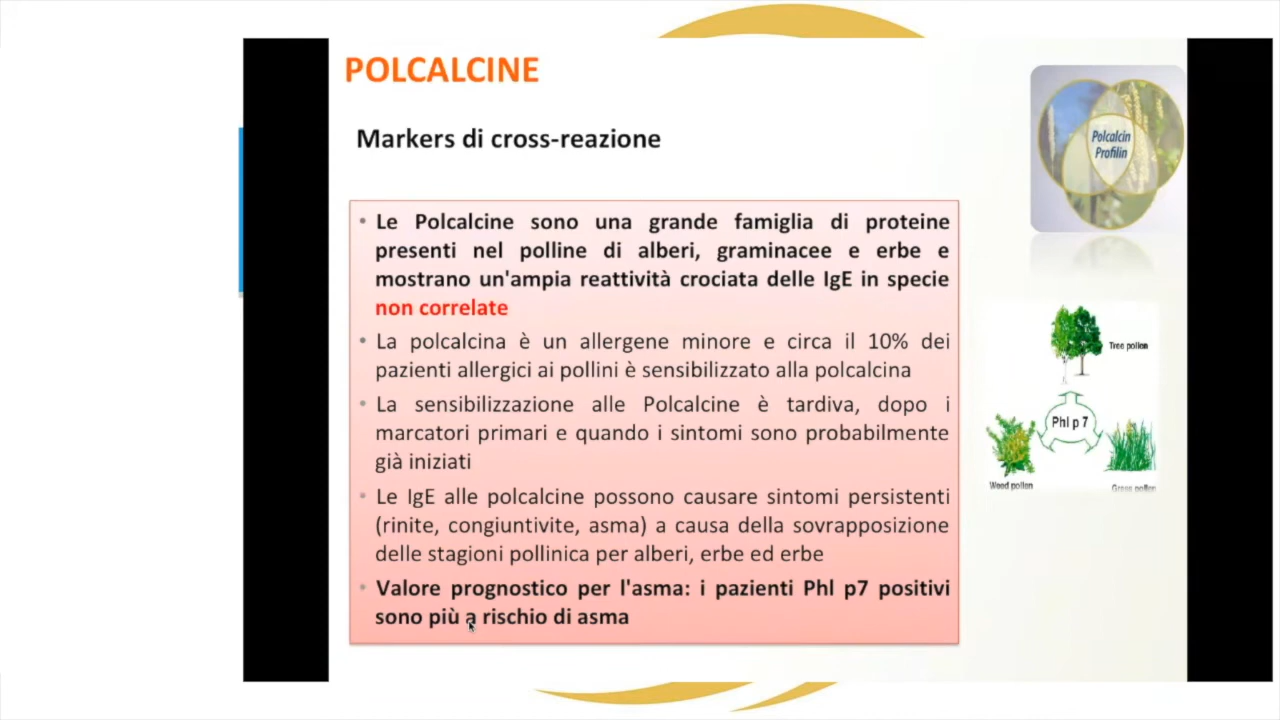 POLCALCINE
Markers di cross-reazione
Polcalcin
Profilin
• Le Polcalcine sono una grande famiglia di proteine
presenti nel polline di alberi, graminacee e erbe e
mostrano un'ampia reattività crociata delle IgE in specie
non correlate
• La polcalcina è un allergene minore e circa il 10% dei
pazienti allergici ai pollini è sensibilizzato alla polcalcina
• La sensibilizzazione alle Polcalcine è tardiva, dopo i
marcatori primari e quando i sintomi sono probabilmente
già iniziati
• Le IgE alle polcalcine possono causare sintomi persistenti
(rinite, congiuntivite, asma) a causa della sovrapposizione
delle stagioni pollinica per alberi, erbe ed erbe
• Valore prognostico per l'asma: i pazienti Phl p7 positivi
sono più a rischio di asma
Tree pollen
Phl p 7
Weed pollen
Grass pollen